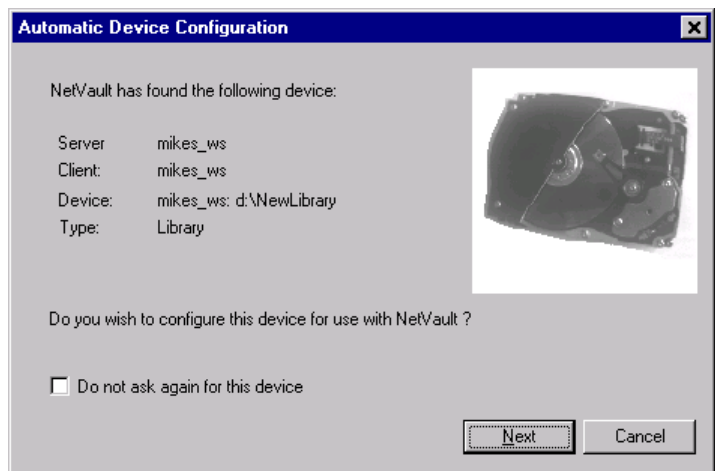 Automatic Device Configuration
NetVault has found the following device:
Server mikes_ws
Client: mikes_ws
Device: mikes_ws: d:\NewLibrary
Type: Library
Do you wish to configure this device for use with NetVault ?
Do not ask again for this device
Next Cancel